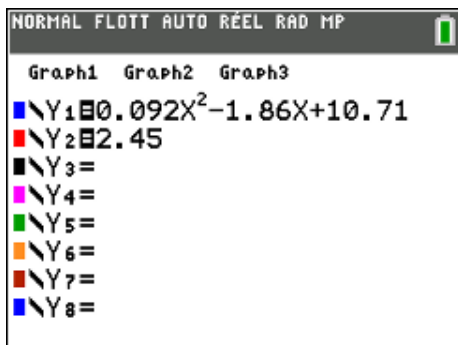 NORMAL FLOTT AUTO RÉEL RAD MP
Graph1 Graph2 Graph3
\Y1=0.092X²-1.86X+10.71
\Y2=2.45
\Y3=
\Y4=
\Y5=
\Y6=
\Y7=
\Y8=